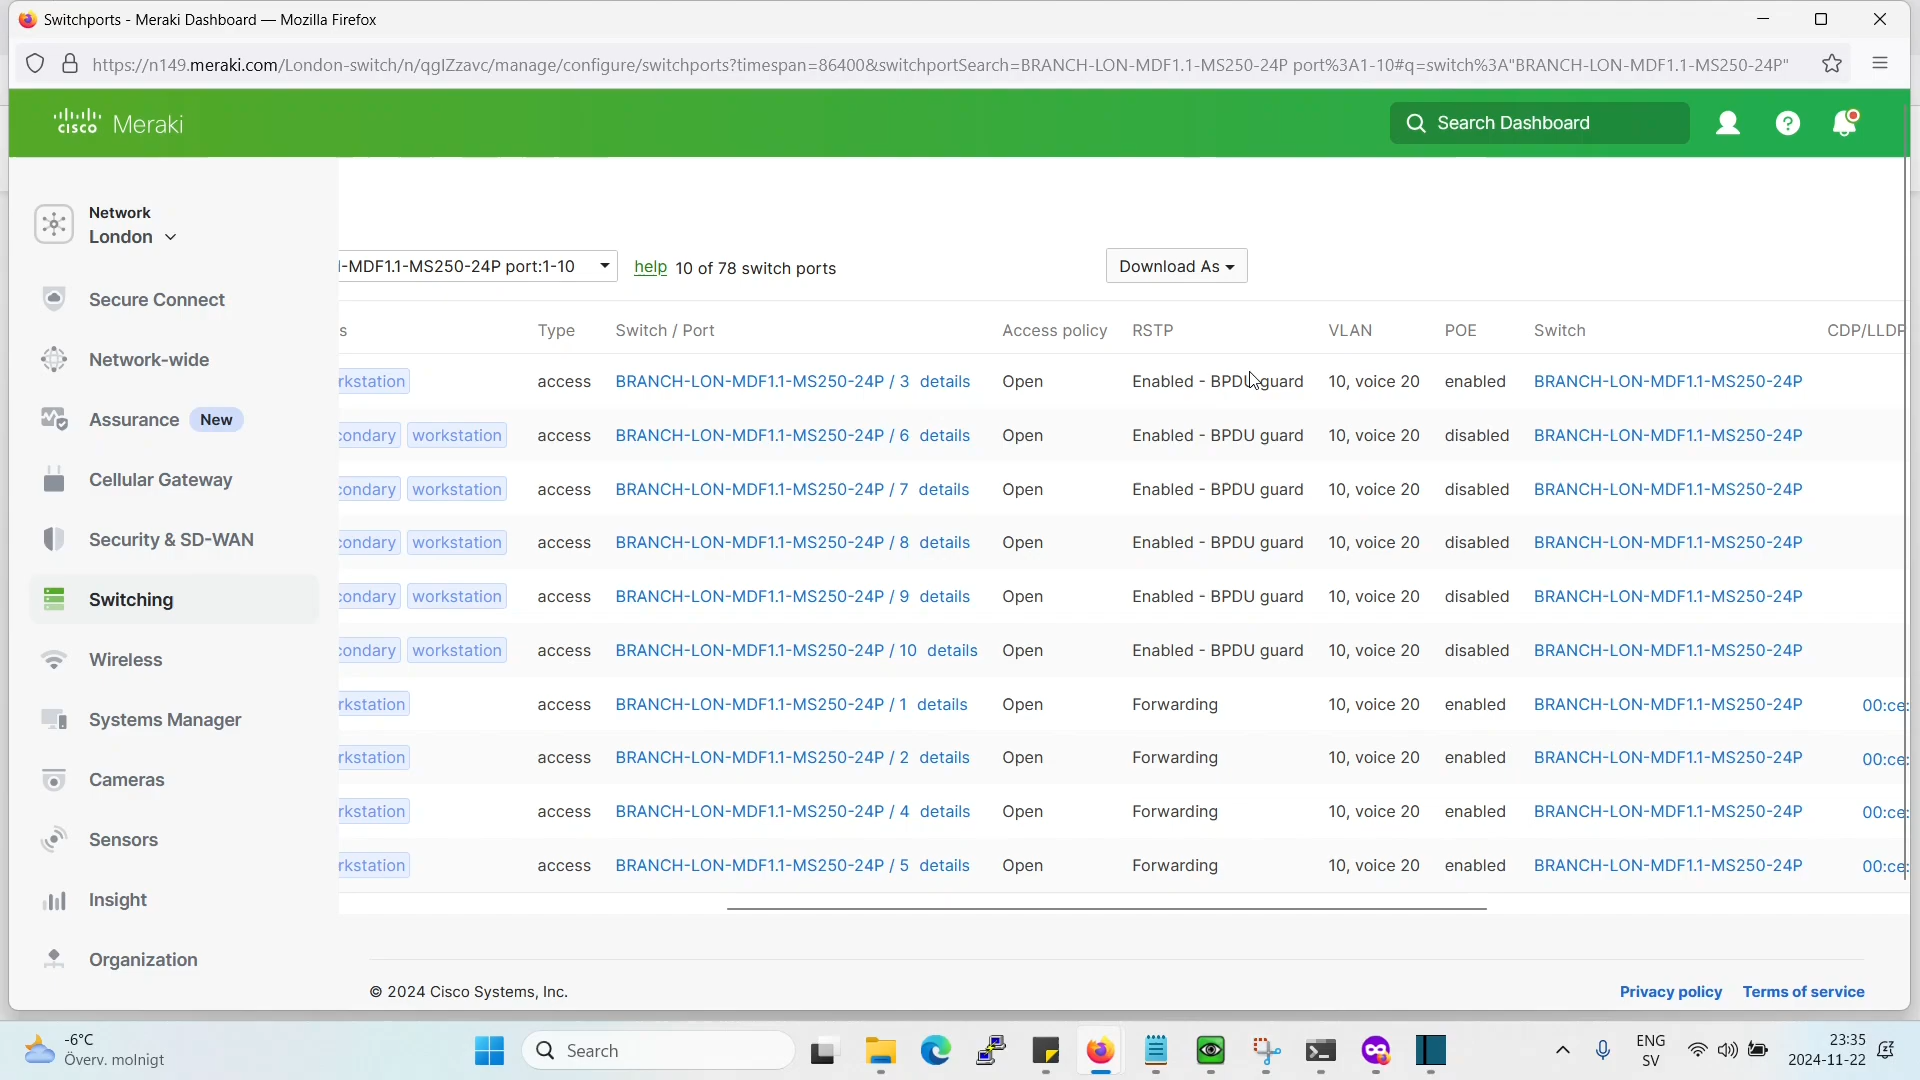 Switchports - Meraki Dashboard — Mozilla Firefox
https://n149.meraki.com/London-switch/n/qgIZzavc/manage/configure/switchports?timespan=86400&switchportSearch=BRANCH-LON-MDF1.1-MS250-24P port%3A1-10#q=switch%3A"BRANCH-LON-MDF1.1-MS250-24P"
cisco Meraki
Search Dashboard
Network
London
Secure Connect
Network-wide
Assurance New
Cellular Gateway
Security & SD-WAN
Switching
Wireless
Systems Manager
Cameras
Sensors
Insight
Organization
-MDF1.1-MS250-24P port:1-10 help 10 of 78 switch ports Download As
s Type Switch / Port Access policy RSTP VLAN POE Switch CDP/LLDP
rkstation access BRANCH-LON-MDF1.1-MS250-24P / 3 details Open Enabled - BPDU guard 10, voice 20 enabled BRANCH-LON-MDF1.1-MS250-24P
condary workstation access BRANCH-LON-MDF1.1-MS250-24P / 6 details Open Enabled - BPDU guard 10, voice 20 disabled BRANCH-LON-MDF1.1-MS250-24P
condary workstation access BRANCH-LON-MDF1.1-MS250-24P / 7 details Open Enabled - BPDU guard 10, voice 20 disabled BRANCH-LON-MDF1.1-MS250-24P
condary workstation access BRANCH-LON-MDF1.1-MS250-24P / 8 details Open Enabled - BPDU guard 10, voice 20 disabled BRANCH-LON-MDF1.1-MS250-24P
condary workstation access BRANCH-LON-MDF1.1-MS250-24P / 9 details Open Enabled - BPDU guard 10, voice 20 disabled BRANCH-LON-MDF1.1-MS250-24P
condary workstation access BRANCH-LON-MDF1.1-MS250-24P / 10 details Open Enabled - BPDU guard 10, voice 20 disabled BRANCH-LON-MDF1.1-MS250-24P
rkstation access BRANCH-LON-MDF1.1-MS250-24P / 1 details Open Forwarding 10, voice 20 enabled BRANCH-LON-MDF1.1-MS250-24P 00:ce:
rkstation access BRANCH-LON-MDF1.1-MS250-24P / 2 details Open Forwarding 10, voice 20 enabled BRANCH-LON-MDF1.1-MS250-24P 00:ce:
rkstation access BRANCH-LON-MDF1.1-MS250-24P / 4 details Open Forwarding 10, voice 20 enabled BRANCH-LON-MDF1.1-MS250-24P 00:ce:
rkstation access BRANCH-LON-MDF1.1-MS250-24P / 5 details Open Forwarding 10, voice 20 enabled BRANCH-LON-MDF1.1-MS250-24P 00:ce:
© 2024 Cisco Systems, Inc. Privacy policy Terms of service
-6°C
Överv. molnigt
Search
ENG
SV
23:35
2024-11-22